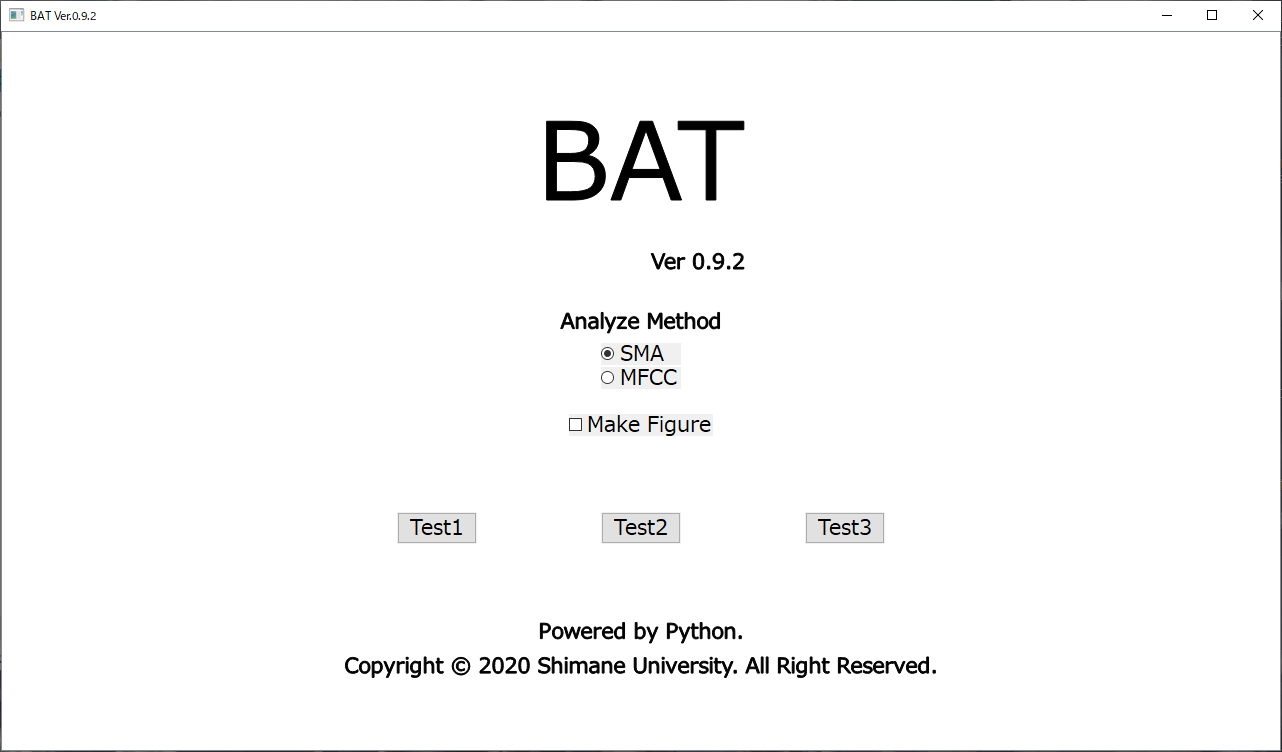 BAT Ver.0.9.2
BAT
Ver 0.9.2
Analyze Method
SMA
MFCC
Make Figure
Test1 Test2 Test3
Powered by Python.
Copyright © 2020 Shimane University. All Right Reserved.